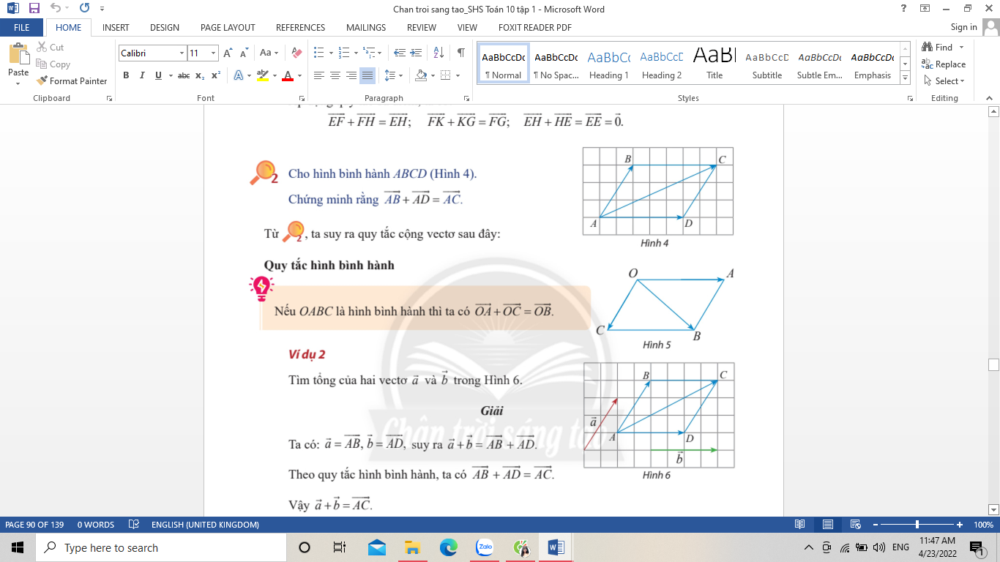 Chan troi sang tao_SHS Toán 10 tập 1 - Microsoft Word
FILE HOME INSERT DESIGN PAGE LAYOUT REFERENCES MAILINGS REVIEW VIEW FOXIT READER PDF Sign in
Paste Cut Copy Format Painter
Calibri 11
AaBbCcDc AaBbCcDc AaBbCc AaBbCcD AaBl AaBbCcD AaBbCcDc AaBbCcDc
¶ Normal ¶ No Spac... Heading 1 Heading 2 Title Subtitle Subtle Em... Emphasis
Find Replace Select
Clipboard Font Paragraph Styles Editing
$\overrightarrow{EF}+\overrightarrow{FH}=\overrightarrow{EH}$; $\overrightarrow{FK}+\overrightarrow{KG}=\overrightarrow{FG}$; $\overrightarrow{EH}+\overrightarrow{HE}=\overrightarrow{EE}=\vec{0}$.
2 Cho hình bình hành ABCD (Hình 4).
Chứng minh rằng $\overrightarrow{AB}+\overrightarrow{AD}=\overrightarrow{AC}$.
B C
A D
Hình 4
Từ 2, ta suy ra quy tắc cộng vectơ sau đây:
Quy tắc hình bình hành
Nếu OABC là hình bình hành thì ta có $\overrightarrow{OA}+\overrightarrow{OC}=\overrightarrow{OB}$.
O A
C B
Hình 5
Ví dụ 2
Tìm tổng của hai vectơ $\vec{a}$ và $\vec{b}$ trong Hình 6.
Giải
Ta có: $\vec{a}=\overrightarrow{AB}, \vec{b}=\overrightarrow{AD}$, suy ra $\vec{a}+\vec{b}=\overrightarrow{AB}+\overrightarrow{AD}$.
Theo quy tắc hình bình hành, ta có $\overrightarrow{AB}+\overrightarrow{AD}=\overrightarrow{AC}$.
Vậy $\vec{a}+\vec{b}=\overrightarrow{AC}$.
B C
$\vec{a}$
A D
$\vec{b}$
Hình 6
Chân trời sáng tạo
PAGE 90 OF 139 0 WORDS ENGLISH (UNITED KINGDOM) 100%
Type here to search
Zalo
ENG
11:47 AM
4/23/2022
1